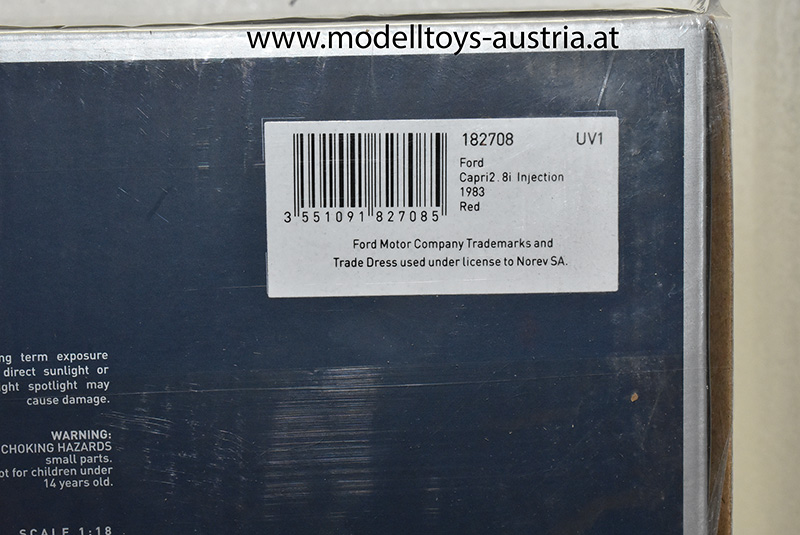 www.modelltoys-austria.at
182708 UV1
Ford
Capri2.8i Injection
1983
Red
3 551091 827085
Ford Motor Company Trademarks and
Trade Dress used under license to Norev SA.
term exposure
direct sunlight or
spotlight may
cause damage.
WARNING:
CHOKING HAZARDS
small parts.
for children under
14 years old.
SCALE 1:18